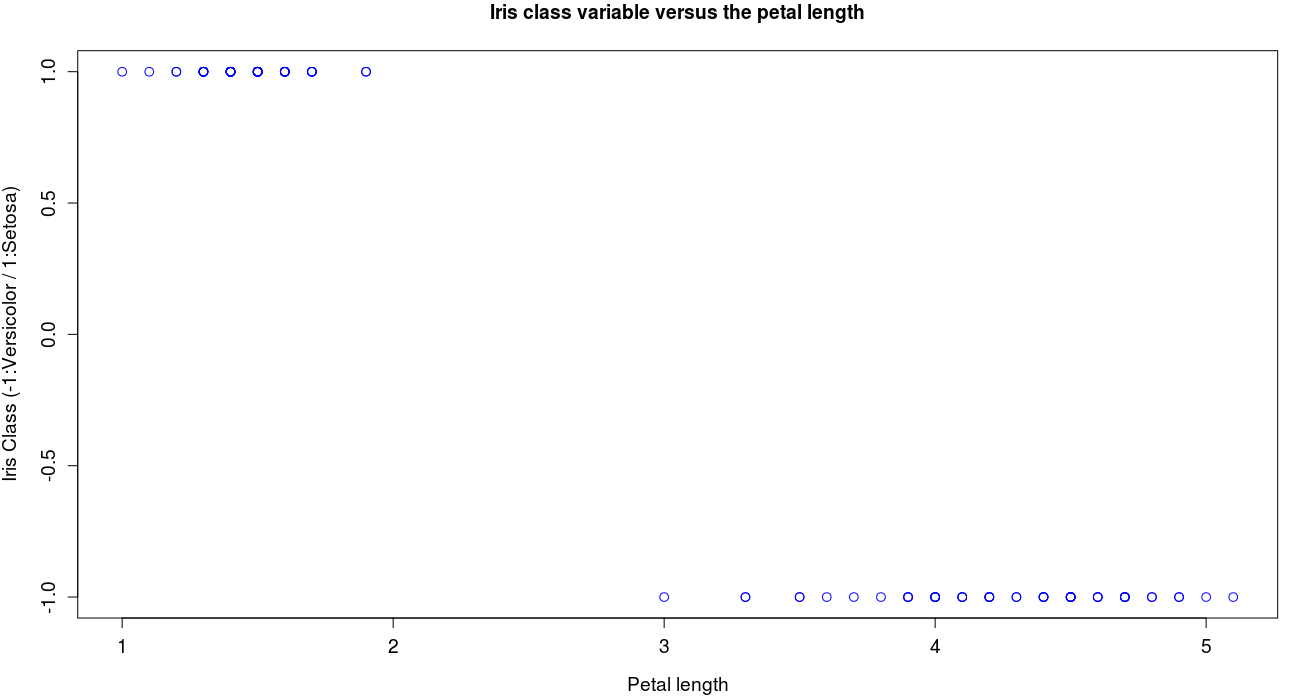 Iris class variable versus the petal length
Iris Class (-1:Versicolor / 1:Setosa)
1.0
0.5
0.0
-0.5
-1.0
1 2 3 4 5
Petal length